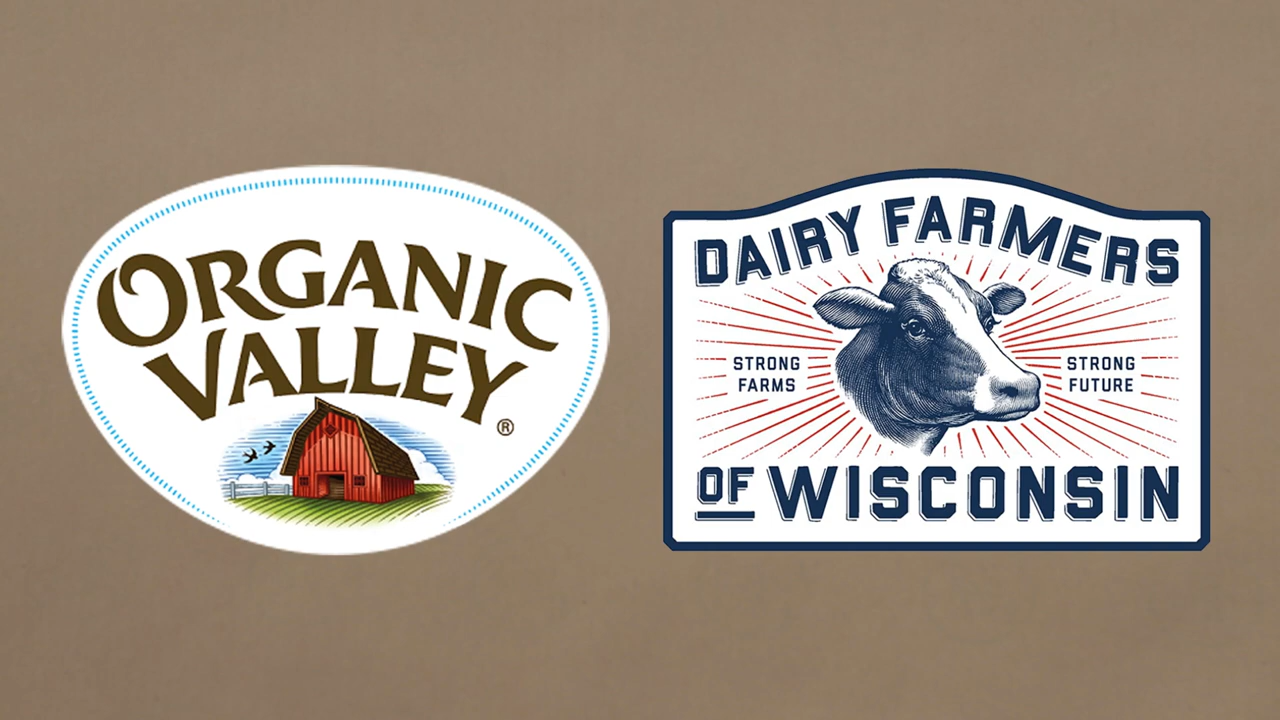 ORGANIC
VALLEY
®
DAIRY FARMERS
STRONG
FARMS
STRONG
FUTURE
OF WISCONSIN